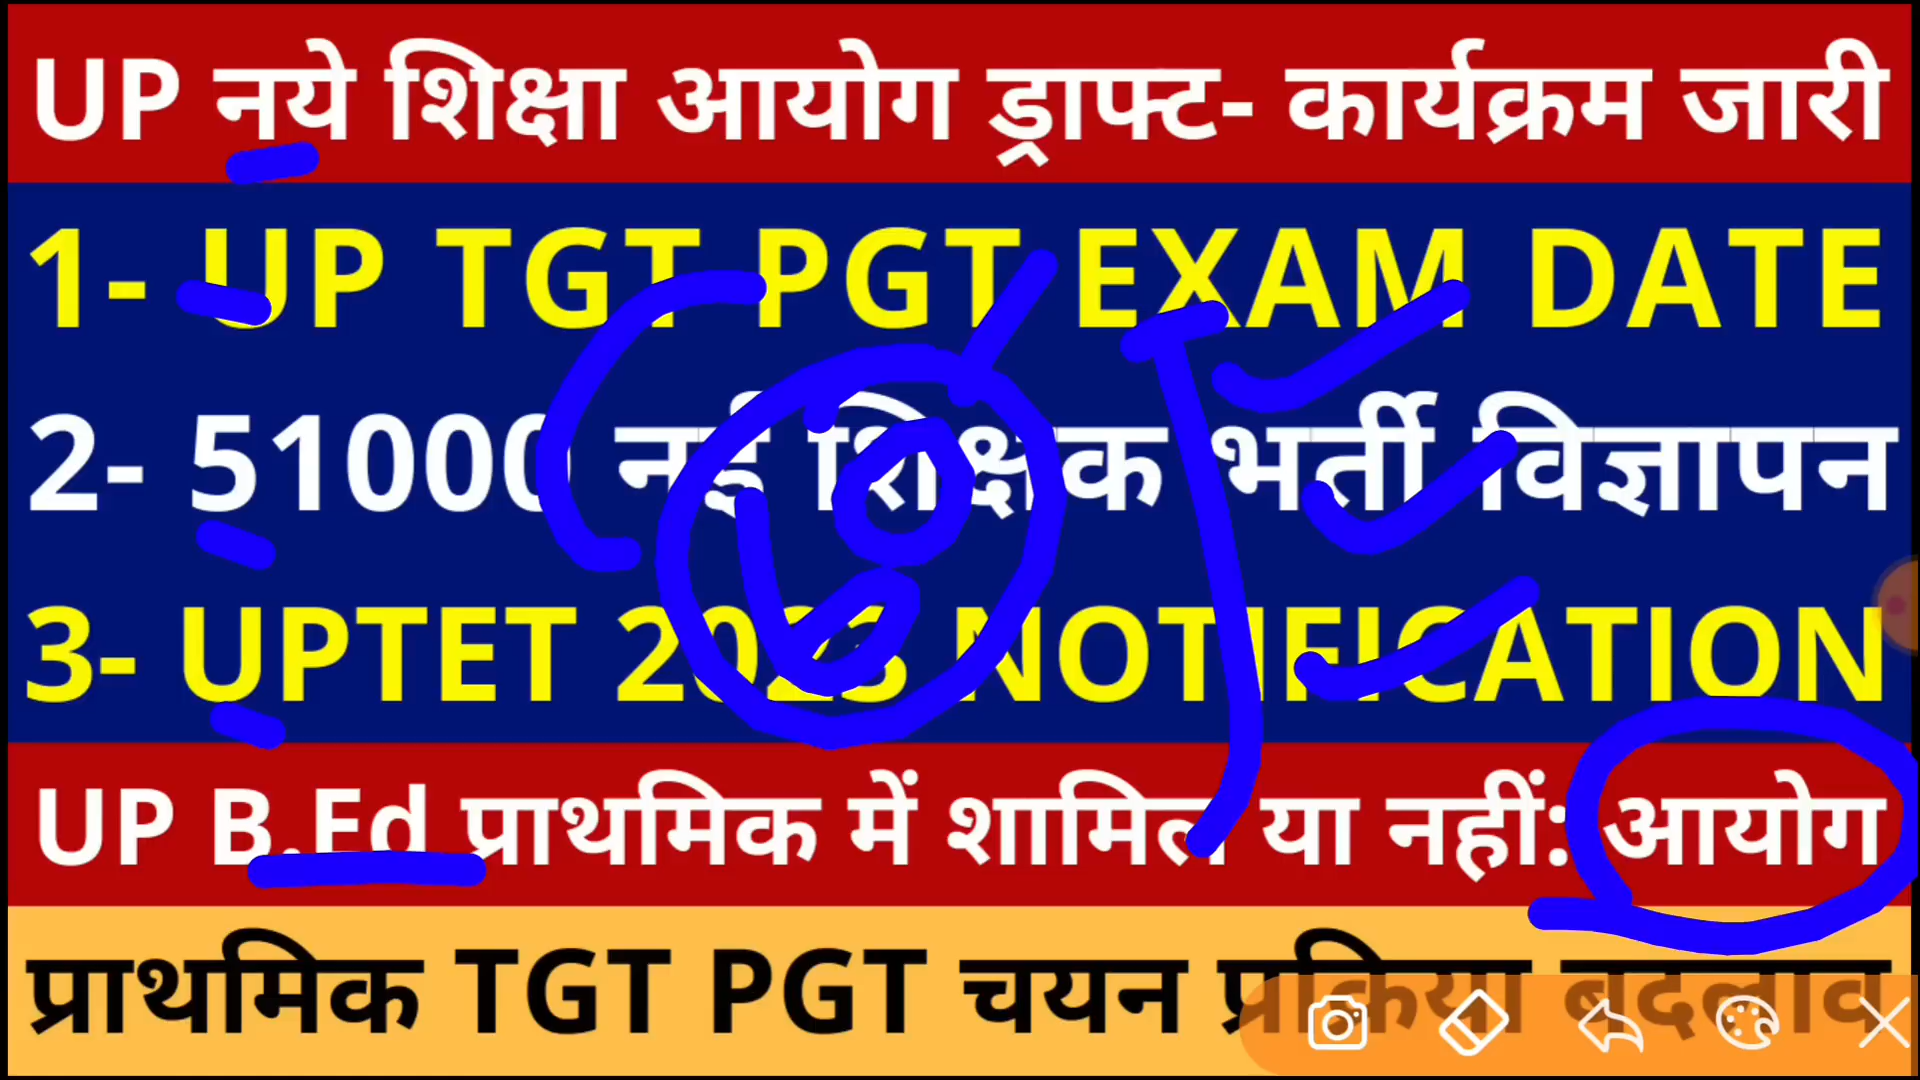 UP नये शिक्षा आयोग ड्राफ्ट- कार्यक्रम जारी
1- UP TGT PGT EXAM DATE
2- 51000 नई शिक्षक भर्ती विज्ञापन
3- UPTET 2023 NOTIFICATION
UP B.Ed प्राथमिक में शामिल या नहीं: आयोग
प्राथमिक TGT PGT चयन प्रक्रिया बदलाव